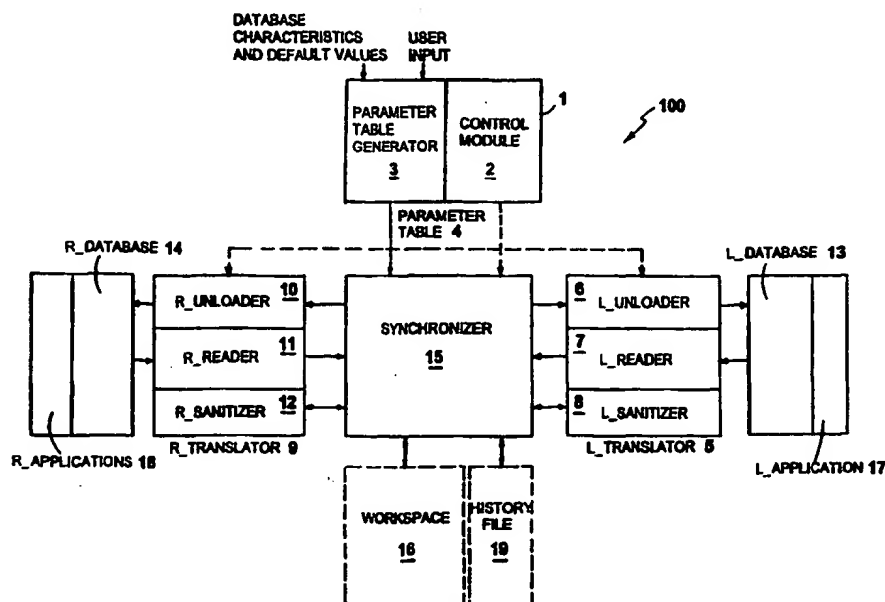 DATABASE
CHARACTERISTICS
AND DEFAULT VALUES
USER
INPUT
PARAMETER
TABLE
GENERATOR
3
CONTROL
MODULE
2
1
100
PARAMETER
TABLE 4
R_DATABASE 14
L_DATABASE 13
R_UNLOADER 10
R_READER 11
R_SANITIZER 12
SYNCHRONIZER
15
6 L_UNLOADER
7 L_READER
8 L_SANITIZER
R_APPLICATIONS 18
R_TRANSLATOR 9
L_TRANSLATOR 5
L_APPLICATION 17
WORKSPACE
16
HISTORY
FILE
19